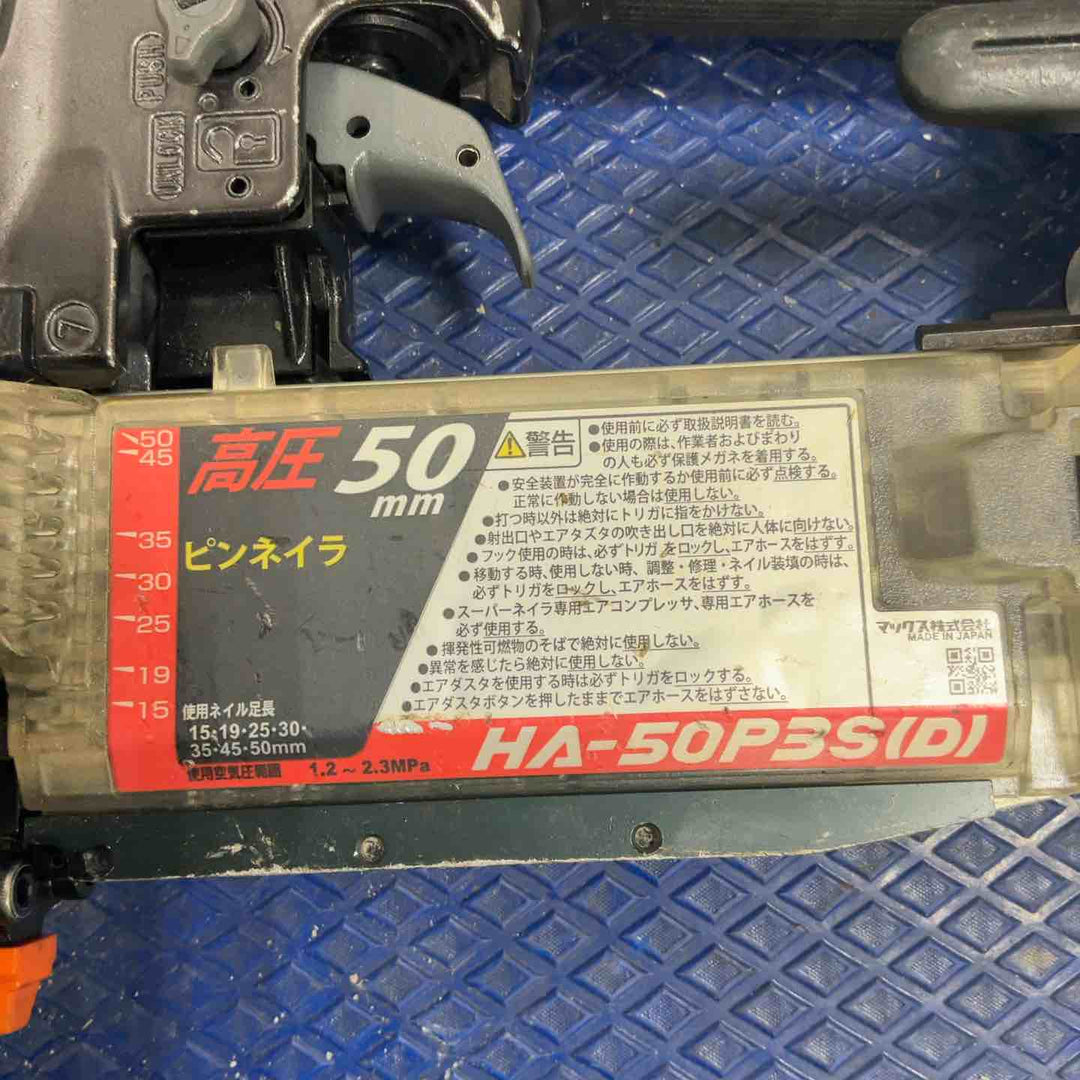 PUSH
UNLOCK
7
50
45
35
30
25
19
15
高圧 50
mm
ピンネイラ
使用ネイル足長
15・19・25・30・
35・45・50mm
使用空気圧範囲 1.2～2.3MPa
警告
●使用前に必ず取扱説明書を読む。
●使用の際は、作業者およびまわり
の人も必ず保護メガネを着用する。
●安全装置が完全に作動するか使用前に必ず点検する。
正常に作動しない場合は使用しない。
●打つ時以外は絶対にトリガに指をかけない。
●射出口やエアダスタの吹き出し口を絶対に人体に向けない。
●フック使用の時は、必ずトリガをロックし、エアホースをはずす。
●移動する時、使用しない時、調整・修理・ネイル装填の時は、
必ずトリガをロックし、エアホースをはずす。
●スーパーネイラ専用エアコンプレッサ、専用エアホースを
必ず使用する。
●揮発性可燃物のそばで絶対に使用しない。
●異常を感じたら絶対に使用しない。
●エアダスタを使用する時は必ずトリガをロックする。
●エアダスタボタンを押したままでエアホースをはずさない。
マックス株式会社
MADE IN JAPAN
HA-50P3S(D)